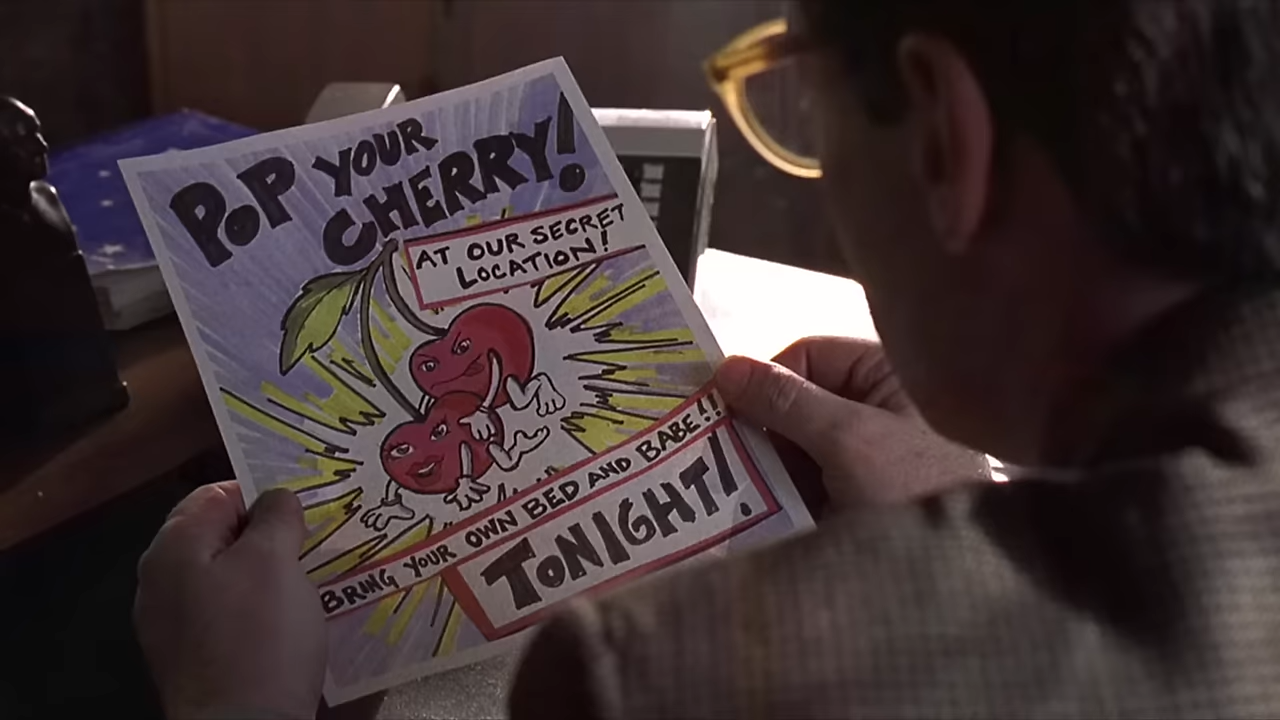 POP YOUR
CHERRY!
AT OUR SECRET
LOCATION!
BRING YOUR OWN BED AND BABE!!
TONIGHT!